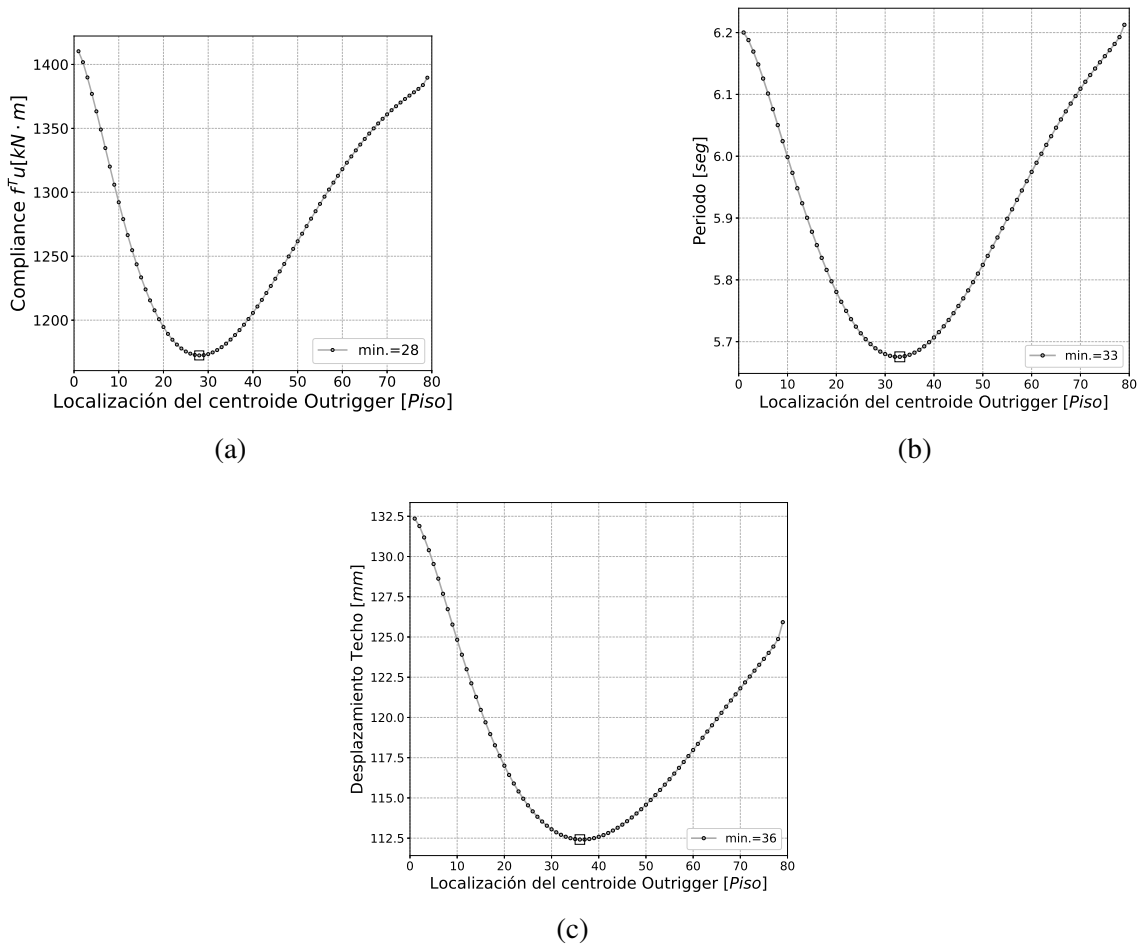 1400
1350
1300
1250
1200
Compliance f^T u[kN · m]
0 10 20 30 40 50 60 70 80
Localización del centroide Outrigger [Piso]
min.=28
(a)
6.2
6.1
6.0
5.9
5.8
5.7
Periodo [seg]
0 10 20 30 40 50 60 70 80
Localización del centroide Outrigger [Piso]
min.=33
(b)
132.5
130.0
127.5
125.0
122.5
120.0
117.5
115.0
112.5
Desplazamiento Techo [mm]
0 10 20 30 40 50 60 70 80
Localización del centroide Outrigger [Piso]
min.=36
(c)